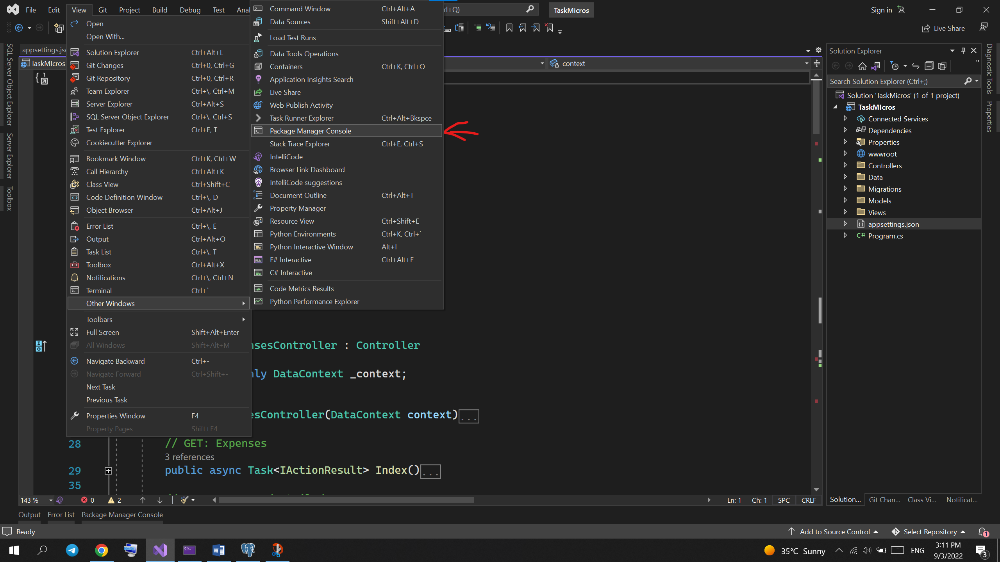 File Edit View Git Project Build Debug Test Anal
rl+Q)
TaskMicros
Sign in
Live Share
appsettings.js
TaskMIcros
_context
SQL Server Object Explorer
Server Explorer
Toolbox
Open
Open With...
Solution Explorer Ctrl+Alt+L
Git Changes Ctrl+0, Ctrl+G
Git Repository Ctrl+0, Ctrl+R
Team Explorer Ctrl+\, Ctrl+M
Server Explorer Ctrl+Alt+S
SQL Server Object Explorer Ctrl+\, Ctrl+S
Test Explorer Ctrl+E, T
Cookiecutter Explorer
Bookmark Window Ctrl+K, Ctrl+W
Call Hierarchy Ctrl+Alt+K
Class View Ctrl+Shift+C
Code Definition Window Ctrl+\, D
Object Browser Ctrl+Alt+J
Error List Ctrl+\, E
Output Ctrl+Alt+O
Task List Ctrl+\, T
Toolbox Ctrl+Alt+X
Notifications Ctrl+\, Ctrl+N
Terminal Ctrl+`
Other Windows
Toolbars
Full Screen Shift+Alt+Enter
All Windows Shift+Alt+M
Navigate Backward Ctrl+-
Navigate Forward Ctrl+Shift+-
Next Task
Previous Task
Properties Window F4
Property Pages Shift+F4
Command Window Ctrl+Alt+A
Data Sources Shift+Alt+D
Load Test Runs
Data Tools Operations
Containers Ctrl+K, Ctrl+O
Application Insights Search
Live Share
Web Publish Activity
Task Runner Explorer Ctrl+Alt+Bkspce
Package Manager Console
Stack Trace Explorer Ctrl+E, Ctrl+S
IntelliCode
Browser Link Dashboard
IntelliCode suggestions
Document Outline Ctrl+Alt+T
Property Manager
Resource View Ctrl+Shift+E
Python Environments Ctrl+K, Ctrl+`
Python Interactive Window Alt+I
F# Interactive Ctrl+Alt+F
C# Interactive
Code Metrics Results
Python Performance Explorer
nsesController : Controller
nly DataContext _context;
esController(DataContext context)...
28 // GET: Expenses
3 references
29 public async Task<IActionResult> Index()...
35
143 % 0 2 Ln: 1 Ch: 1 SPC CRLF
Solution Explorer
Search Solution Explorer (Ctrl+;)
Solution 'TaskMicros' (1 of 1 project)
TaskMIcros
Connected Services
Dependencies
Properties
wwwroot
Controllers
Data
Migrations
Models
Views
appsettings.json
C# Program.cs
Solution... Git Chan... Class Vi... Notificat...
Diagnostic Tools
Properties
Output Error List Package Manager Console
Ready
Add to Source Control Select Repository 1
35°C Sunny ENG 3:11 PM
9/3/2022
3